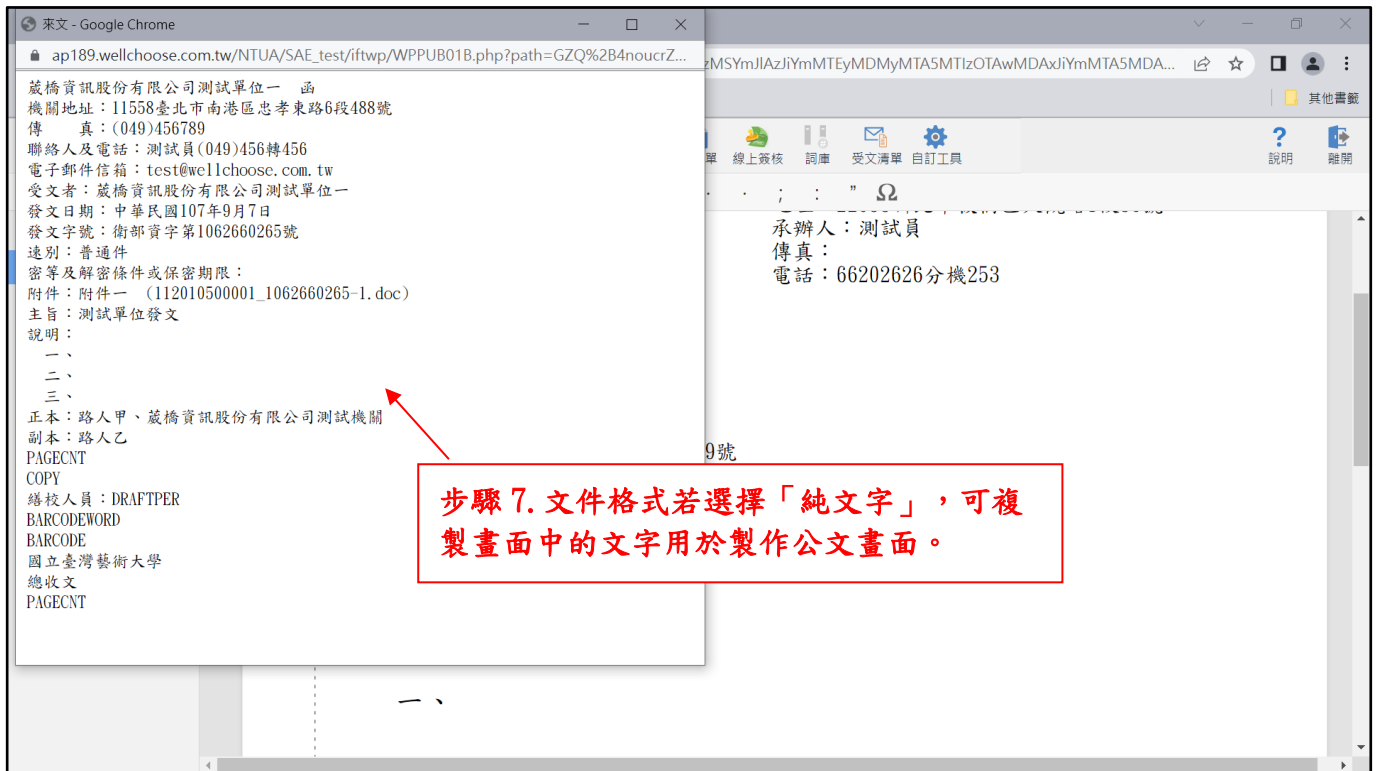 來文 - Google Chrome
ap189.wellchoose.com.tw/NTUA/SAE_test/iftwp/WPPUB01B.php?path=GZQ%2B4noucrZ...
葳橋資訊股份有限公司測試單位一　函
機關地址：11558臺北市南港區忠孝東路6段488號
傳　　真：(049)456789
聯絡人及電話：測試員(049)456轉456
電子郵件信箱：test@wellchoose.com.tw
受文者：葳橋資訊股份有限公司測試單位一
發文日期：中華民國107年9月7日
發文字號：衛部資字第1062660265號
速別：普通件
密等及解密條件或保密期限：
附件：附件一　(112010500001_1062660265-1.doc)
主旨：測試單位發文
說明：
一、
二、
三、
正本：路人甲、葳橋資訊股份有限公司測試機關
副本：路人乙
PAGECNT
COPY
繕校人員：DRAFTPER
BARCODEWORD
BARCODE
國立臺灣藝術大學
總收文
PAGECNT
MSYmJlAzJiYmMTEyMDMyMTA5MTIzOTAwMDAxJiYmMTA5MDA...
其他書籤
單 線上簽核 詞庫 受文清單 自訂工具 說明 離開
· · ; : ” Ω
承辦人：測試員
傳真：
電話：66202626分機253
9號
步驟 7.文件格式若選擇「純文字」，可複
製畫面中的文字用於製作公文畫面。
一、